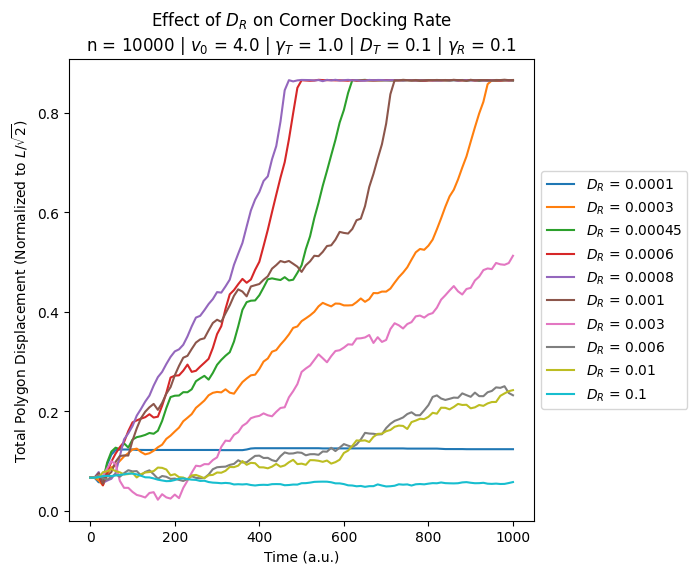 Effect of $D_R$ on Corner Docking Rate
n = 10000 | $v_0$ = 4.0 | $\gamma_T$ = 1.0 | $D_T$ = 0.1 | $\gamma_R$ = 0.1
Total Polygon Displacement (Normalized to $L/\sqrt{2}$)
0.8
0.6
0.4
0.2
0.0
0
200
400
600
800
1000
Time (a.u.)
$D_R$ = 0.0001
$D_R$ = 0.0003
$D_R$ = 0.00045
$D_R$ = 0.0006
$D_R$ = 0.0008
$D_R$ = 0.001
$D_R$ = 0.003
$D_R$ = 0.006
$D_R$ = 0.01
$D_R$ = 0.1